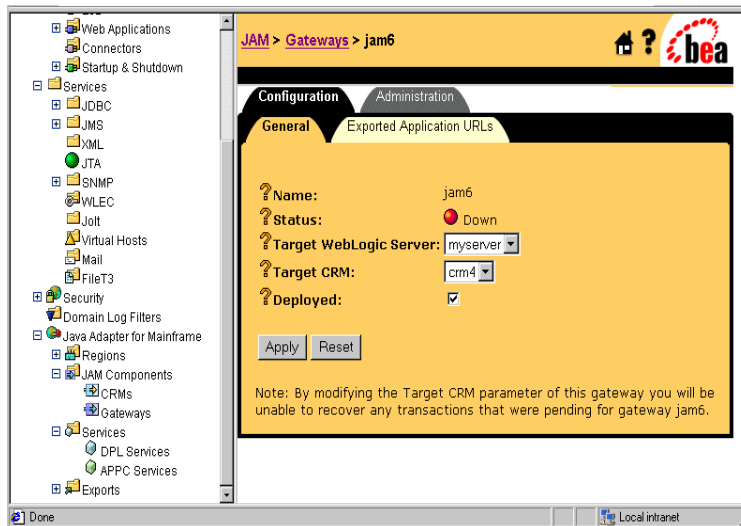 Web Applications
Connectors
Startup & Shutdown
Services
JDBC
JMS
XML
JTA
SNMP
WLEC
Jolt
Virtual Hosts
Mail
FileT3
Security
Domain Log Filters
Java Adapter for Mainframe
Regions
JAM Components
CRMs
Gateways
Services
DPL Services
APPC Services
Exports
JAM > Gateways > jam6
? bea
Configuration Administration
General Exported Application URLs
? Name: jam6
? Status: Down
? Target WebLogic Server: myserver
? Target CRM: crm4
? Deployed:
Apply Reset
Note: By modifying the Target CRM parameter of this gateway you will be
unable to recover any transactions that were pending for gateway jam6.
Done Local intranet